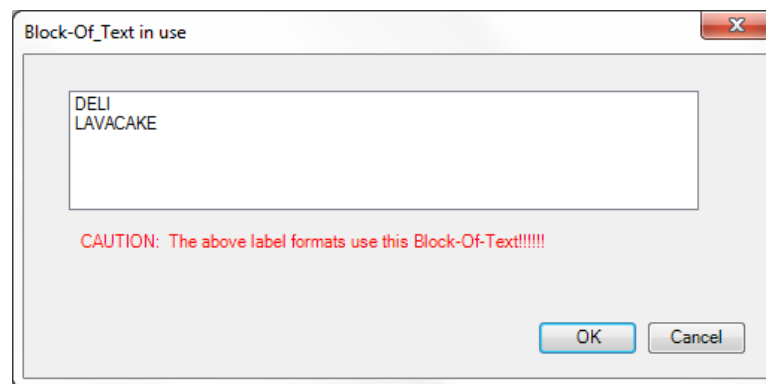 Block-Of_Text in use
DELI
LAVACAKE
CAUTION:  The above label formats use this Block-Of-Text!!!!!!
OK
Cancel